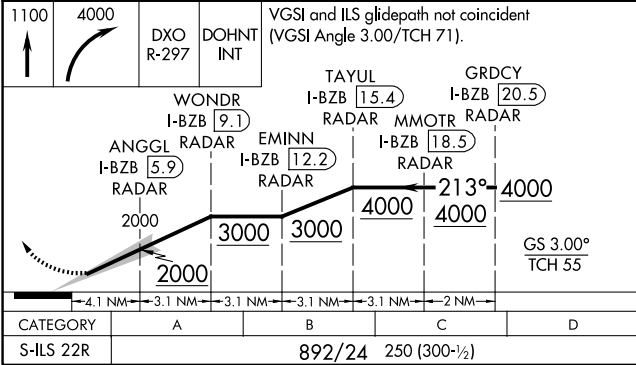 1100
4000
DXO
R-297
DOHNT
INT
VGSI and ILS glidepath not coincident
(VGSI Angle 3.00/TCH 71).
GRDCY
I-BZB 20.5
RADAR
TAYUL
I-BZB 15.4
RADAR
MMOTR
I-BZB 18.5
RADAR
WONDR
I-BZB 9.1
RADAR
EMINN
I-BZB 12.2
RADAR
ANGGL
I-BZB 5.9
RADAR
2000
2000
3000
3000
4000
213°
4000
4000
GS 3.00°
TCH 55
4.1 NM
3.1 NM
3.1 NM
3.1 NM
3.1 NM
2 NM
CATEGORY A B C D
S-ILS 22R 892/24 250 (300-½)